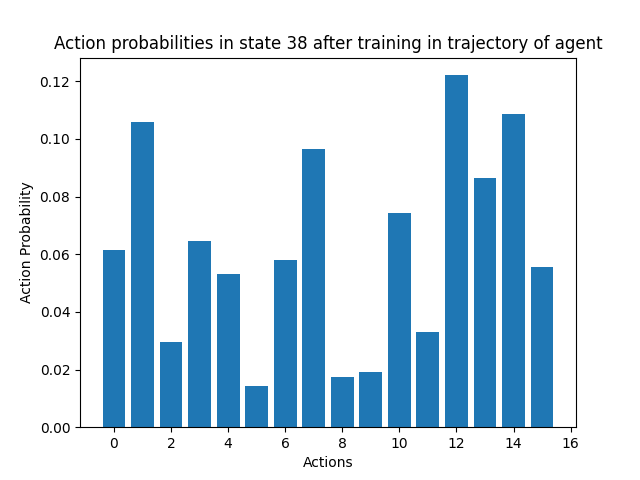 Action probabilities in state 38 after training in trajectory of agent
0.12
0.10
0.08
0.06
0.04
0.02
0.00
Action Probability
0 2 4 6 8 10 12 14 16
Actions